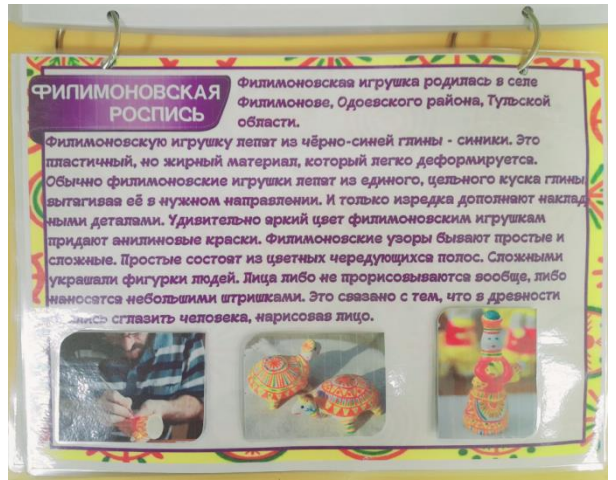 ФИЛИМОНОВСКАЯ
РОСПИСЬ
Филимоновская игрушка родилась в селе
Филимонове, Одоевского района, Тульской
области.
Филимоновскую игрушку лепят из чёрно-синей глины - синики. Это
пластичный, но жирный материал, который легко деформируется.
Обычно филимоновские игрушки лепят из единого, цельного куска глины,
вытягивая её в нужном направлении. И только изредка дополняют наклад
ными деталями. Удивительно яркий цвет филимоновским игрушкам
придают анилиновые краски. Филимоновские узоры бывают простые и
сложные. Простые состоят из цветных чередующихся полос. Сложными
украшали фигурки людей. Лица либо не прорисовываются вообще, либо
наносятся небольшими штришками. Это связано с тем, что в древности
сглазить человека, нарисовав лицо.